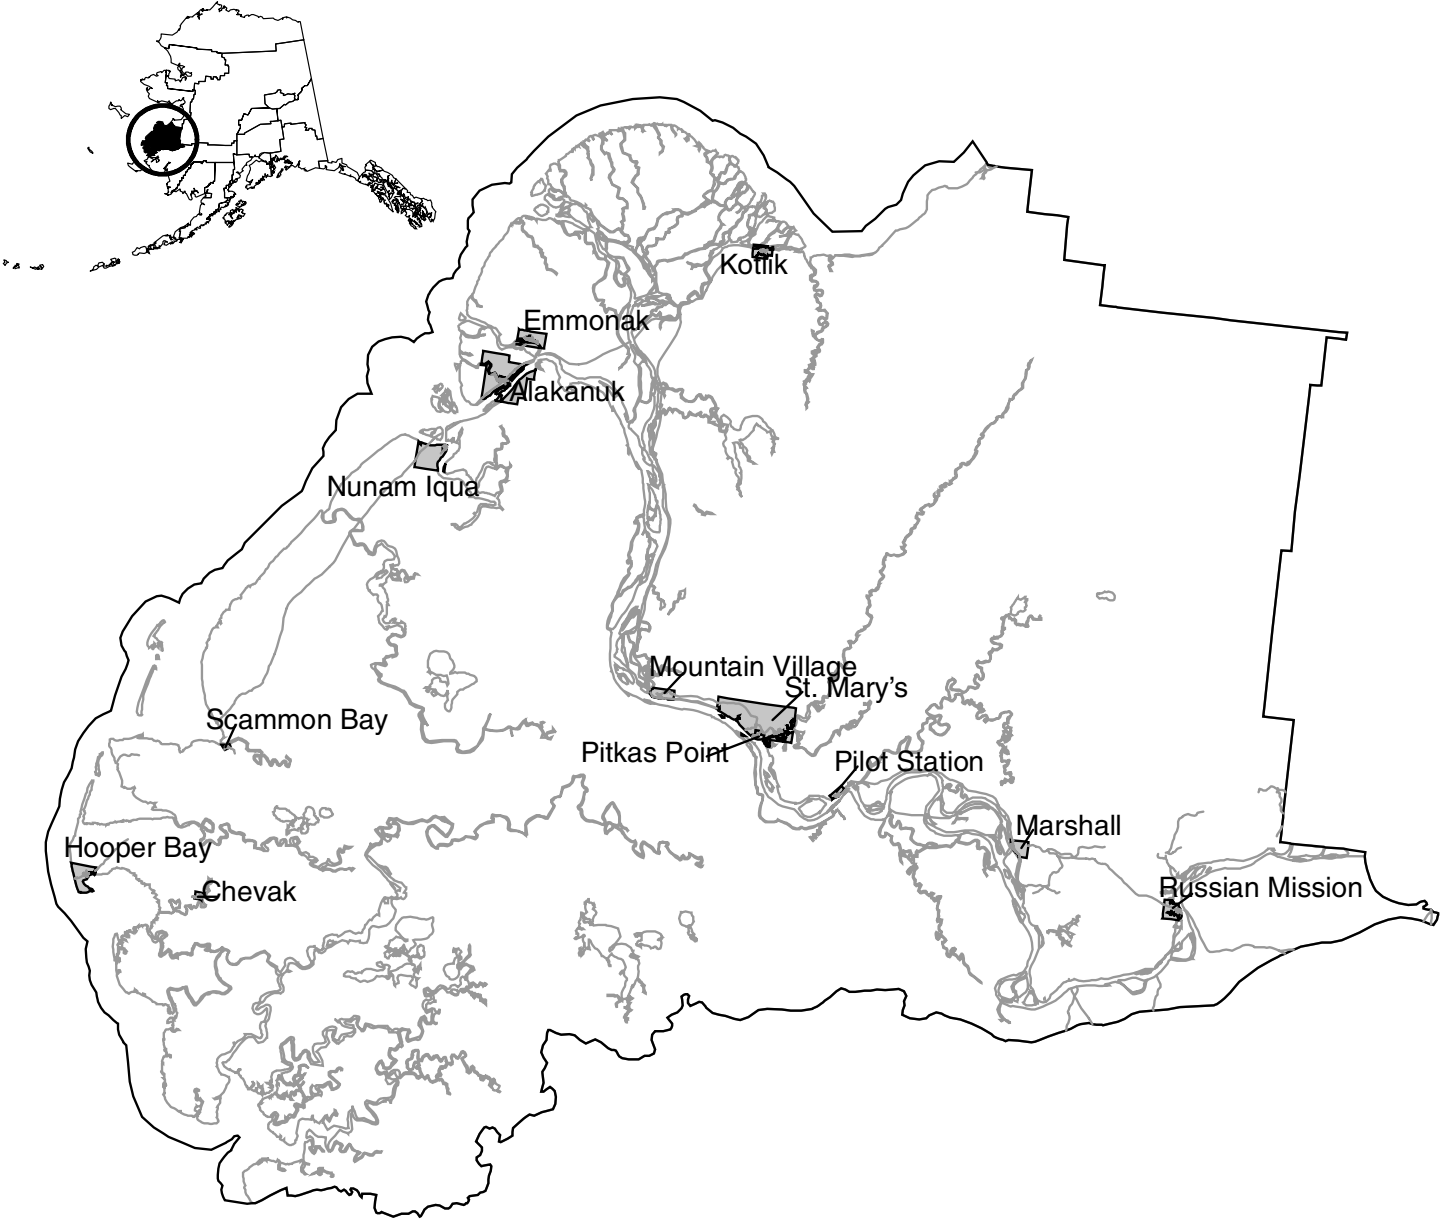 Kotlik
Emmonak
Alakanuk
Nunam Iqua
Mountain Village
St. Mary’s
Scammon Bay
Pitkas Point
Pilot Station
Marshall
Hooper Bay
Russian Mission
Chevak